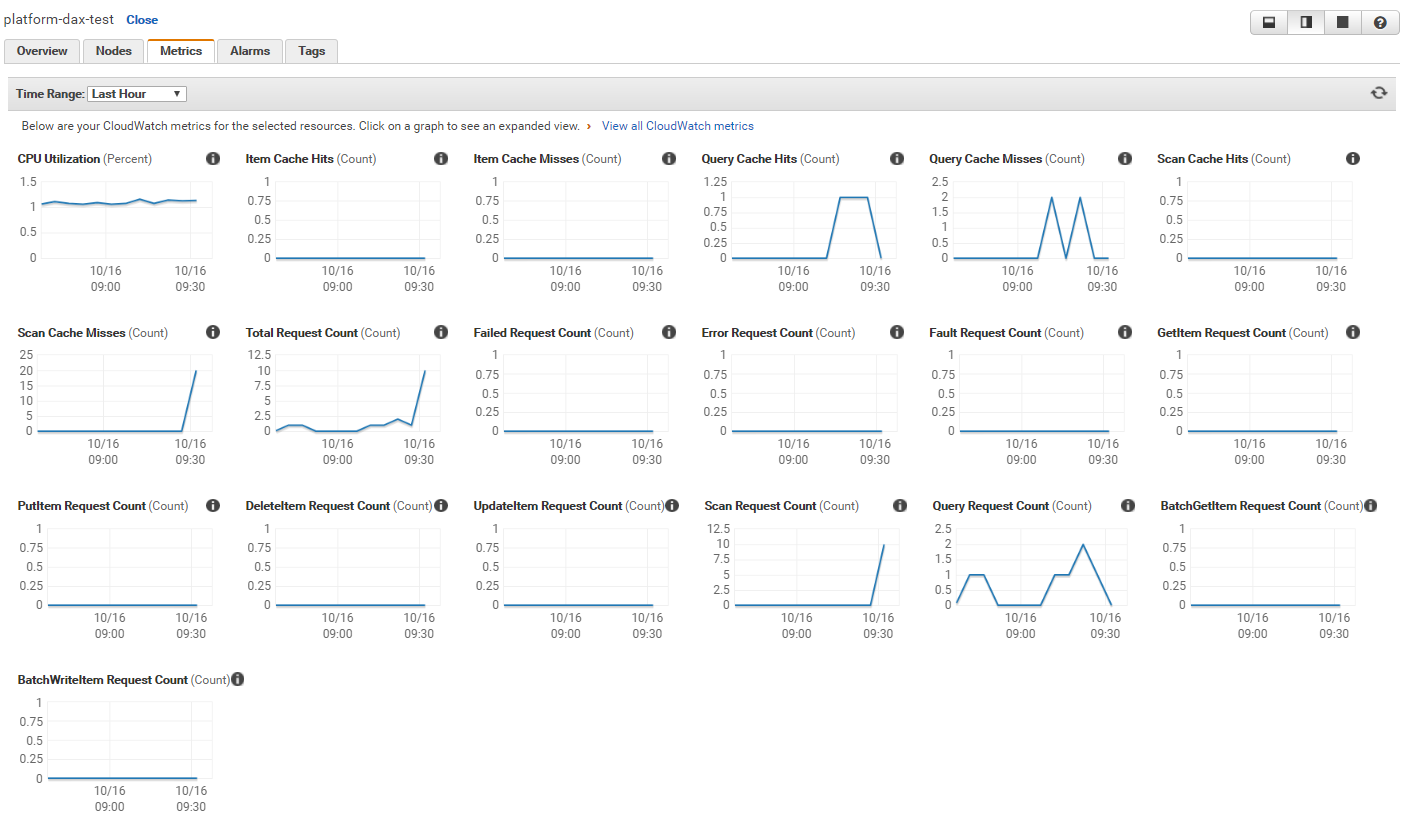 platform-dax-test Close
Overview Nodes Metrics Alarms Tags
Time Range: Last Hour
Below are your CloudWatch metrics for the selected resources. Click on a graph to see an expanded view. › View all CloudWatch metrics
CPU Utilization (Percent) Item Cache Hits (Count) Item Cache Misses (Count) Query Cache Hits (Count) Query Cache Misses (Count) Scan Cache Hits (Count)
1.5 1 1 1.25 2.5 1
1 0.75 0.75 1 2 0.75
0.5 0.5 0.5 0.75 1.5 0.5
0 0.25 0.25 0.5 1 0.25
0 0 0.25 0.5 0
0 0
10/16 10/16 10/16 10/16 10/16 10/16 10/16 10/16 10/16 10/16 10/16 10/16
09:00 09:30 09:00 09:30 09:00 09:30 09:00 09:30 09:00 09:30 09:00 09:30
Scan Cache Misses (Count) Total Request Count (Count) Failed Request Count (Count) Error Request Count (Count) Fault Request Count (Count) GetItem Request Count (Count)
25 12.5 1 1 1 1
20 10 0.75 0.75 0.75 0.75
15 7.5 0.5 0.5 0.5 0.5
10 5 0.25 0.25 0.25 0.25
5 2.5 0 0 0 0
0 0
10/16 10/16 10/16 10/16 10/16 10/16 10/16 10/16 10/16 10/16 10/16 10/16
09:00 09:30 09:00 09:30 09:00 09:30 09:00 09:30 09:00 09:30 09:00 09:30
PutItem Request Count (Count) DeleteItem Request Count (Count) UpdateItem Request Count (Count) Scan Request Count (Count) Query Request Count (Count) BatchGetItem Request Count (Count)
1 1 1 12.5 2.5 1
0.75 0.75 0.75 10 2 0.75
0.5 0.5 0.5 7.5 1.5 0.5
0.25 0.25 0.25 5 1 0.25
0 0 0 2.5 0.5 0
0 0
10/16 10/16 10/16 10/16 10/16 10/16 10/16 10/16 10/16 10/16 10/16 10/16
09:00 09:30 09:00 09:30 09:00 09:30 09:00 09:30 09:00 09:30 09:00 09:30
BatchWriteItem Request Count (Count)
1
0.75
0.5
0.25
0
10/16 10/16
09:00 09:30